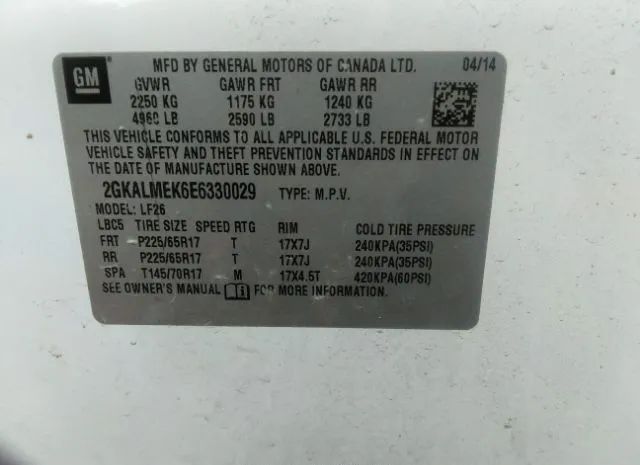 GM
MFD BY GENERAL MOTORS OF CANADA LTD. 04/14
GVWR GAWR FRT GAWR RR
2250 KG 1175 KG 1240 KG
4960 LB 2590 LB 2733 LB
THIS VEHICLE CONFORMS TO ALL APPLICABLE U.S. FEDERAL MOTOR
VEHICLE SAFETY AND THEFT PREVENTION STANDARDS IN EFFECT ON
THE DATE OF MANUFACTURE SHOWN ABOVE.
2GKALMEK6E6330029 TYPE: M.P.V.
MODEL: LF26
LBC5 TIRE SIZE SPEED RTG RIM COLD TIRE PRESSURE
FRT P225/65R17 T 17X7J 240KPA(35PSI)
RR P225/65R17 T 17X7J 240KPA(35PSI)
SPA T145/70R17 M 17X4.5T 420KPA(60PSI)
SEE OWNER'S MANUAL FOR MORE INFORMATION.